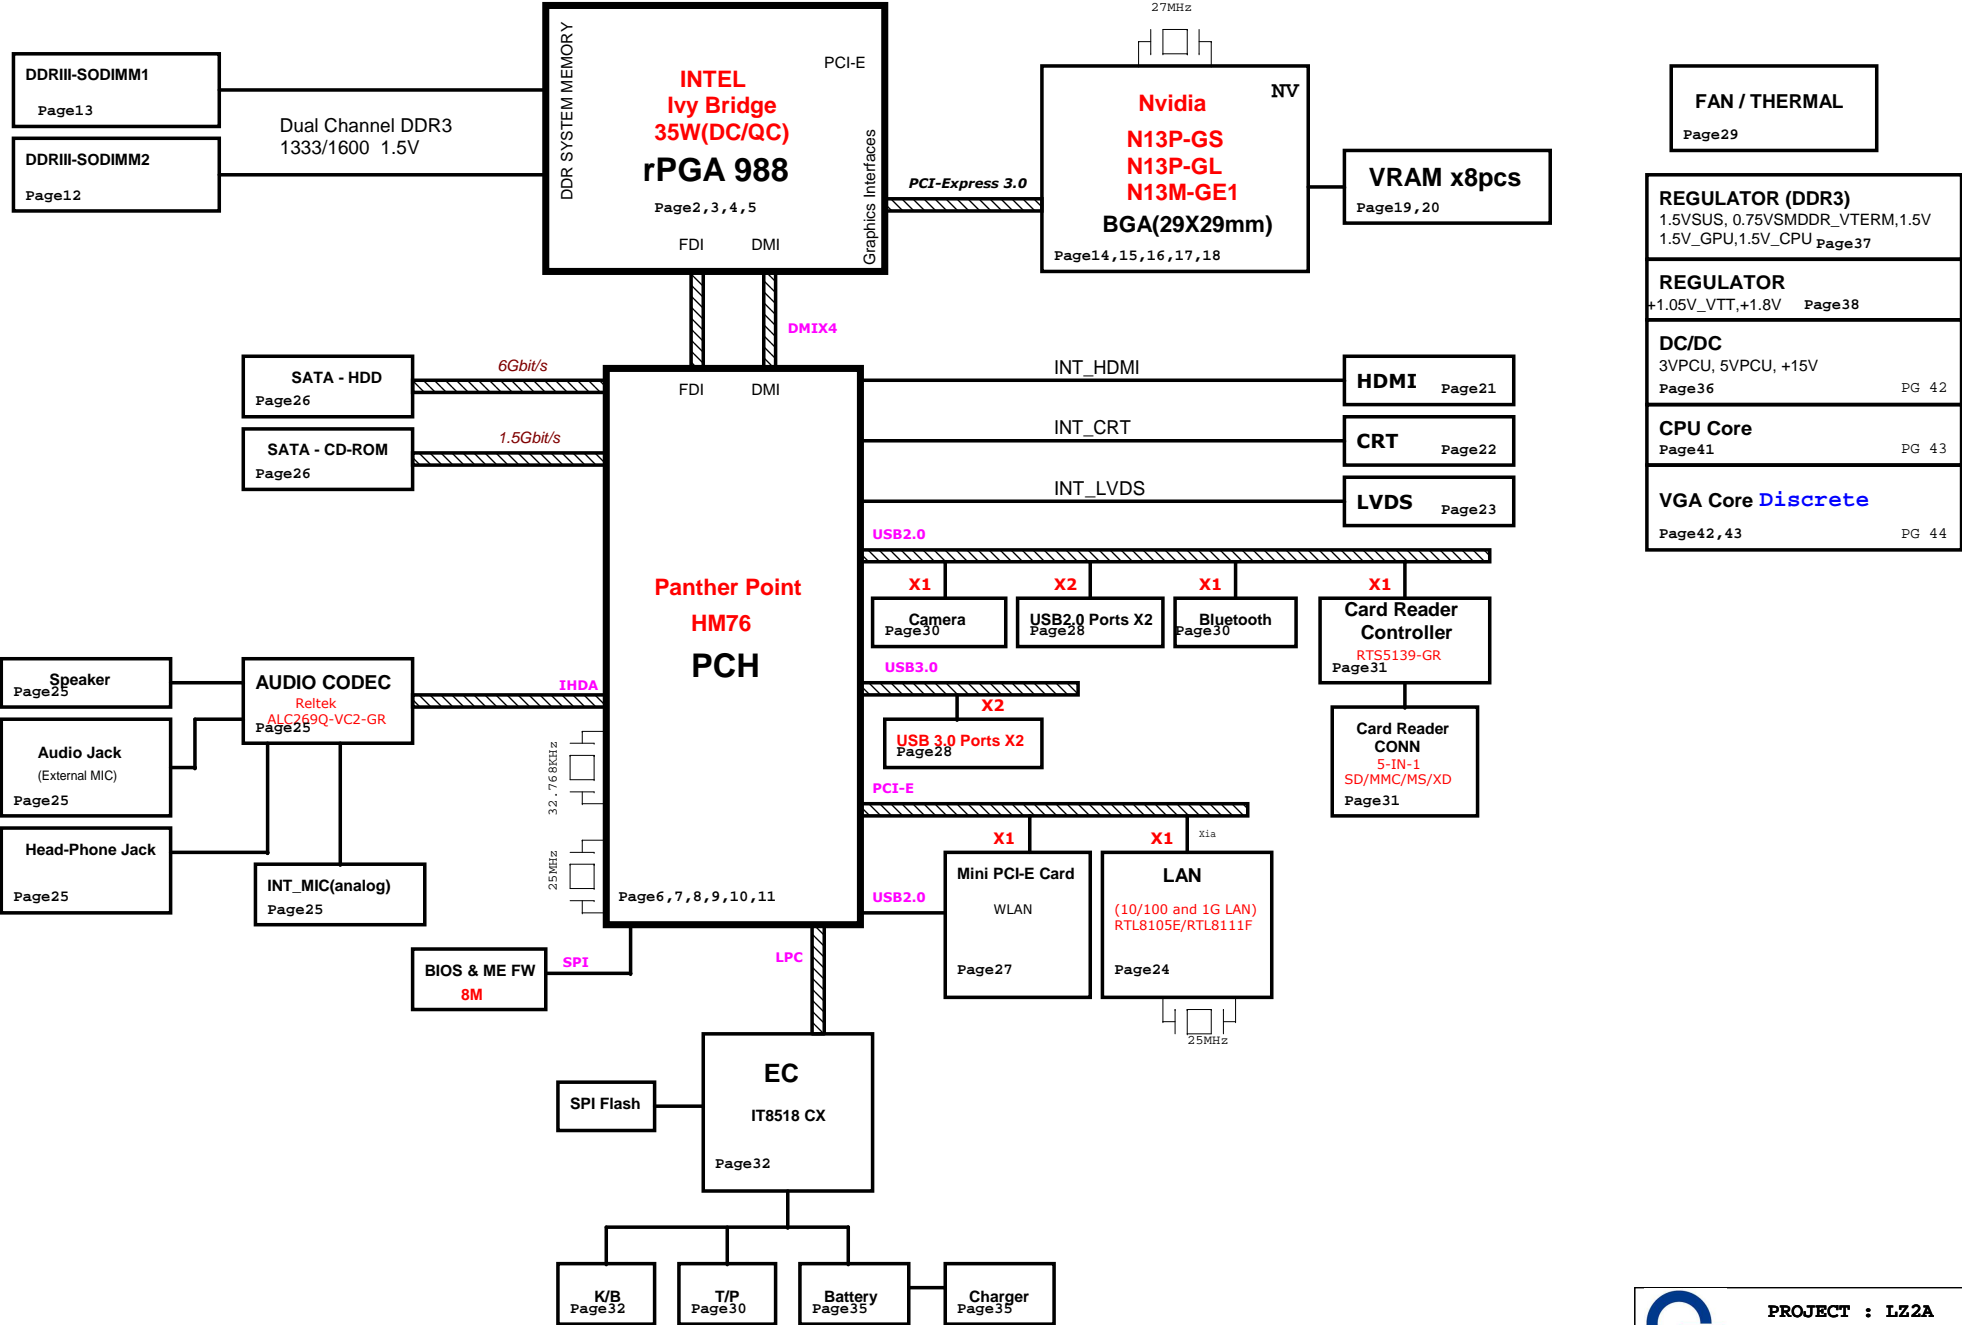 27MHz
DDRIII-SODIMM1
Page13
DDRIII-SODIMM2
Page12
Dual Channel DDR3
1333/1600 1.5V
DDR SYSTEM MEMORY
INTEL
Ivy Bridge
35W(DC/QC)
rPGA 988
Page2,3,4,5
PCI-E
Graphics Interfaces
FDI
DMI
PCI-Express 3.0
NV
Nvidia
N13P-GS
N13P-GL
N13M-GE1
BGA(29X29mm)
Page14,15,16,17,18
VRAM x8pcs
Page19,20
FAN / THERMAL
Page29
REGULATOR (DDR3)
1.5VSUS, 0.75VSMDDR_VTERM,1.5V
1.5V_GPU,1.5V_CPU Page37
REGULATOR
+1.05V_VTT,+1.8V Page38
DC/DC
3VPCU, 5VPCU, +15V
Page36 PG 42
CPU Core
Page41 PG 43
VGA Core Discrete
Page42,43 PG 44
DMIX4
SATA - HDD
Page26
6Gbit/s
SATA - CD-ROM
Page26
1.5Gbit/s
FDI
DMI
Panther Point
HM76
PCH
Page6,7,8,9,10,11
INT_HDMI
HDMI Page21
INT_CRT
CRT Page22
INT_LVDS
LVDS Page23
USB2.0
X1
X2
X1
X1
Camera
Page30
USB2.0 Ports X2
Page28
Bluetooth
Page30
Card Reader
Controller
RTS5139-GR
Page31
USB3.0
X2
USB 3.0 Ports X2
Page28
Card Reader
CONN
5-IN-1
SD/MMC/MS/XD
Page31
Speaker
Page25
Audio Jack
(External MIC)
Page25
Head-Phone Jack
Page25
AUDIO CODEC
Reltek
ALC269Q-VC2-GR
Page25
IHDA
INT_MIC(analog)
Page25
32.768KHz
25MHz
PCI-E
X1
X1
Xia
USB2.0
Mini PCI-E Card
WLAN
Page27
LAN
(10/100 and 1G LAN)
RTL8105E/RTL8111F
Page24
25MHz
BIOS & ME FW
8M
SPI
LPC
EC
IT8518 CX
Page32
SPI Flash
K/B
Page32
T/P
Page30
Battery
Page35
Charger
Page35
PROJECT : LZ2A